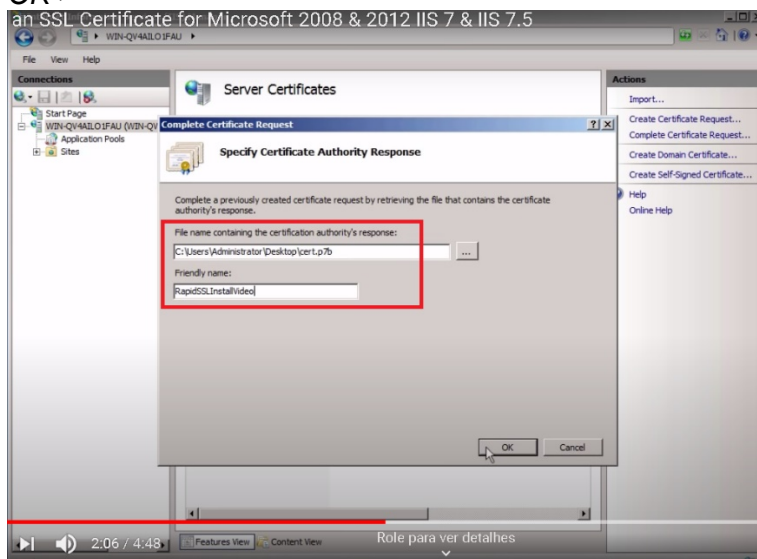 an SSL Certificate for Microsoft 2008 & 2012 IIS 7 & IIS 7.5
WIN-QV4AILO1FAU
File View Help
Connections
Start Page
WIN-QV4AILO1FAU (WIN-QV
Application Pools
Sites
Server Certificates
Complete Certificate Request
Specify Certificate Authority Response
Complete a previously created certificate request by retrieving the file that contains the certificate
authority's response.
File name containing the certification authority's response:
C:\Users\Administrator\Desktop\cert.p7b
...
Friendly name:
RapidSSLInstallVideo
OK
Cancel
Actions
Import...
Create Certificate Request...
Complete Certificate Request...
Create Domain Certificate...
Create Self-Signed Certificate...
Help
Online Help
2:06 / 4:48
Features View
Content View
Role para ver detalhes